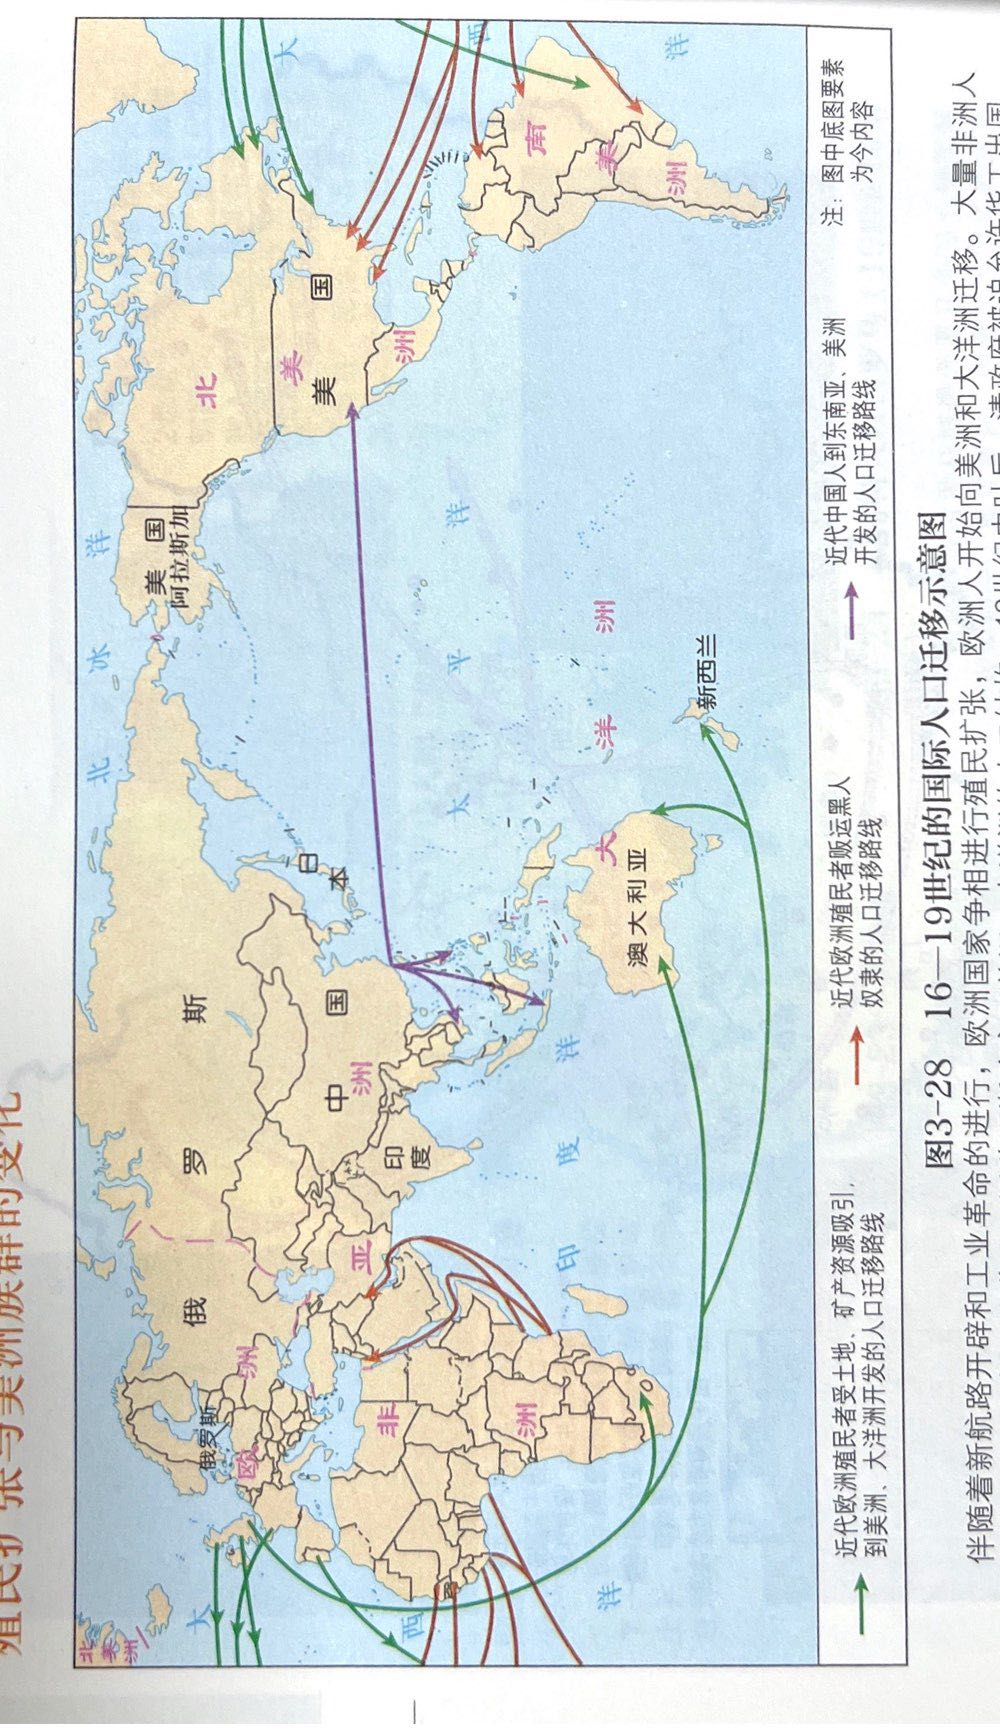 殖民扩张与美洲族群的变化
北冰洋
北美洲
大西洋
大西洋
太平洋
印度洋
俄罗斯
俄罗斯
欧洲
亚洲
非洲
中国
印度
日本
美国
阿拉斯加
北美洲
美国
南美洲
大洋洲
澳大利亚
新西兰
近代欧洲殖民者受土地、矿产资源吸引,
到美洲、大洋洲开发的人口迁移路线
近代欧洲殖民者贩运黑人
奴隶的人口迁移路线
近代中国人到东南亚、美洲
开发的人口迁移路线
注：图中底图要素
为今内容
图3-28 16—19世纪的国际人口迁移示意图
伴随着新航路开辟和工业革命的进行，欧洲国家争相进行殖民扩张，欧洲人开始向美洲和大洋洲迁移。大量非洲人